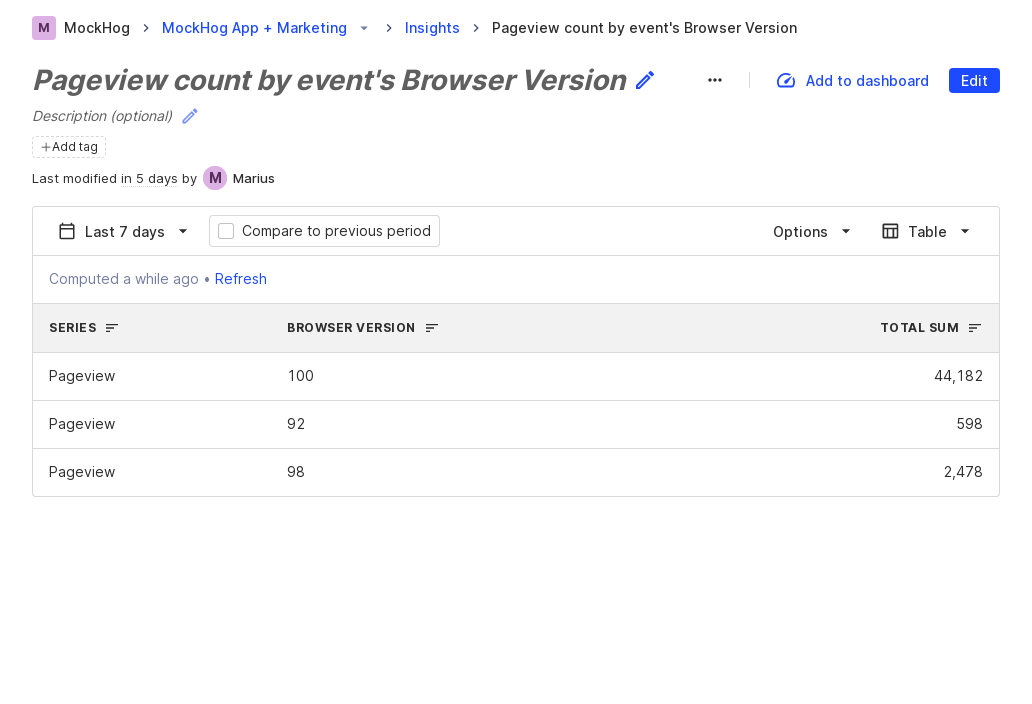 M MockHog > MockHog App + Marketing > Insights > Pageview count by event's Browser Version
Pageview count by event's Browser Version
Add to dashboard
Edit
Description (optional)
+Add tag
Last modified in 5 days by M Marius
Last 7 days
Compare to previous period
Options
Table
Computed a while ago • Refresh
SERIES BROWSER VERSION TOTAL SUM
Pageview 100 44,182
Pageview 92 598
Pageview 98 2,478